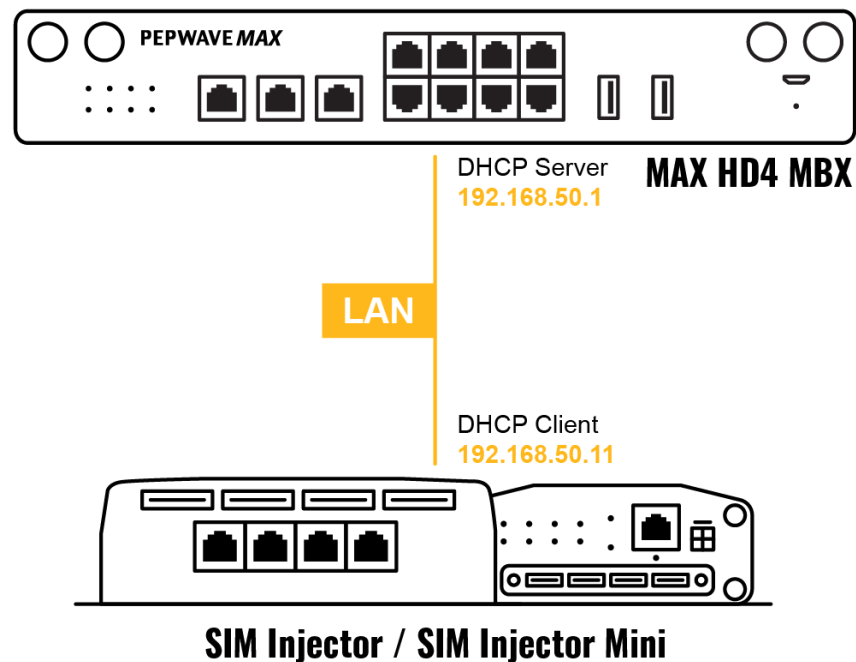 PEPWAVE MAX
DHCP Server
192.168.50.1
MAX HD4 MBX
LAN
DHCP Client
192.168.50.11
SIM Injector / SIM Injector Mini